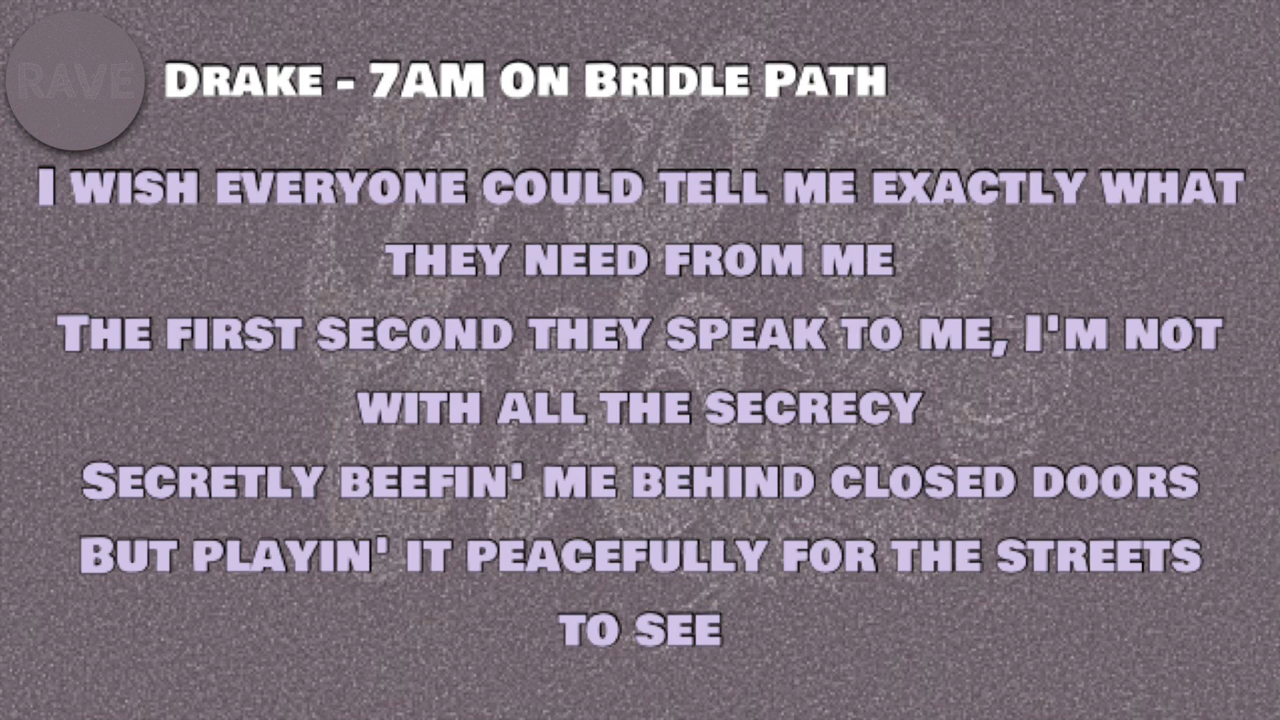 RAVE
Drake - 7AM On Bridle Path
I wish everyone could tell me exactly what
they need from me
The first second they speak to me, I'm not
with all the secrecy
Secretly beefin' me behind closed doors
But playin' it peacefully for the streets
to see